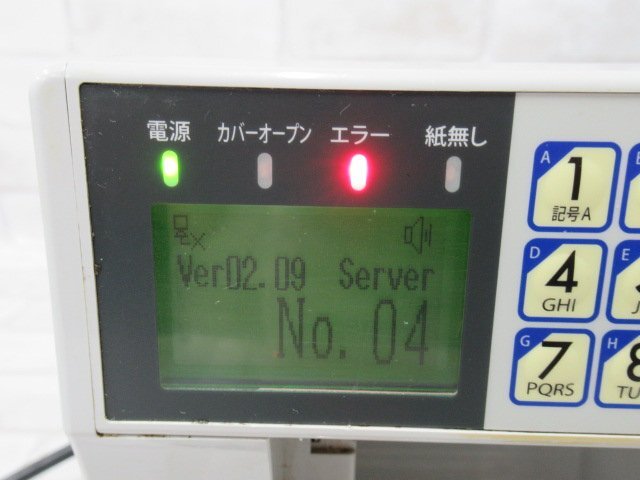 電源 カバーオープン エラー 紙無し
Ver02.09 Server
No. 04
A 1 記号A
D 4 GHI E
G 7 PQRS H 8 TU